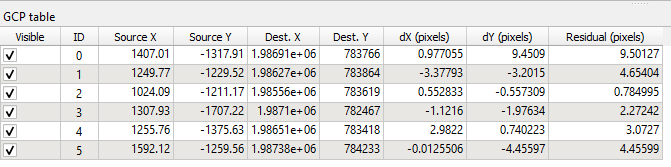 GCP table
Visible ID Source X Source Y Dest. X Dest. Y dX (pixels) dY (pixels) Residual (pixels)
0 1407.01 -1317.91 1.98691e+06 783766 0.977055 9.4509 9.50127
1 1249.77 -1229.52 1.98627e+06 783864 -3.37793 -3.2015 4.65404
2 1024.09 -1211.17 1.98556e+06 783619 0.552833 -0.557309 0.784995
3 1307.93 -1707.22 1.9871e+06 782467 -1.1216 -1.97634 2.27242
4 1255.76 -1375.63 1.98651e+06 783418 2.9822 0.740223 3.0727
5 1592.12 -1259.56 1.98738e+06 784233 -0.0125506 -4.45597 4.45599